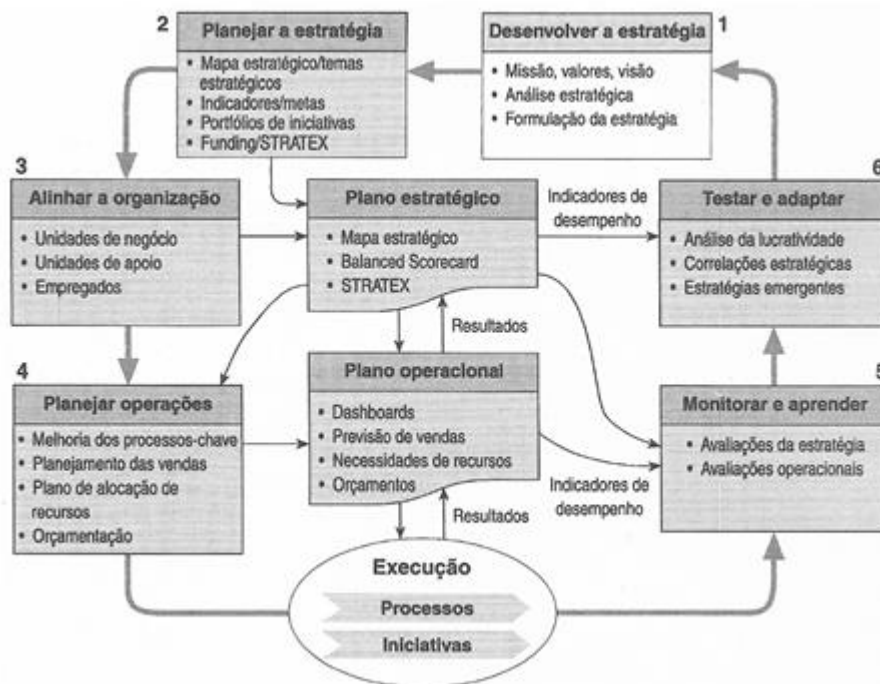 2
Planejar a estratégia
• Mapa estratégico/temas
estratégicos
• Indicadores/metas
• Portfólios de iniciativas
• Funding/STRATEX
Desenvolver a estratégia
1
• Missão, valores, visão
• Análise estratégica
• Formulação da estratégia
3
Alinhar a organização
• Unidades de negócio
• Unidades de apoio
• Empregados
Plano estratégico
• Mapa estratégico
• Balanced Scorecard
• STRATEX
Indicadores de
desempenho
6
Testar e adaptar
• Análise da lucratividade
• Correlações estratégicas
• Estratégias emergentes
Resultados
4
Planejar operações
• Melhoria dos processos-chave
• Planejamento das vendas
• Plano de alocação de
recursos
• Orçamentação
Plano operacional
• Dashboards
• Previsão de vendas
• Necessidades de recursos
• Orçamentos
Indicadores de
desempenho
5
Monitorar e aprender
• Avaliações da estratégia
• Avaliações operacionais
Resultados
Execução
Processos
Iniciativas